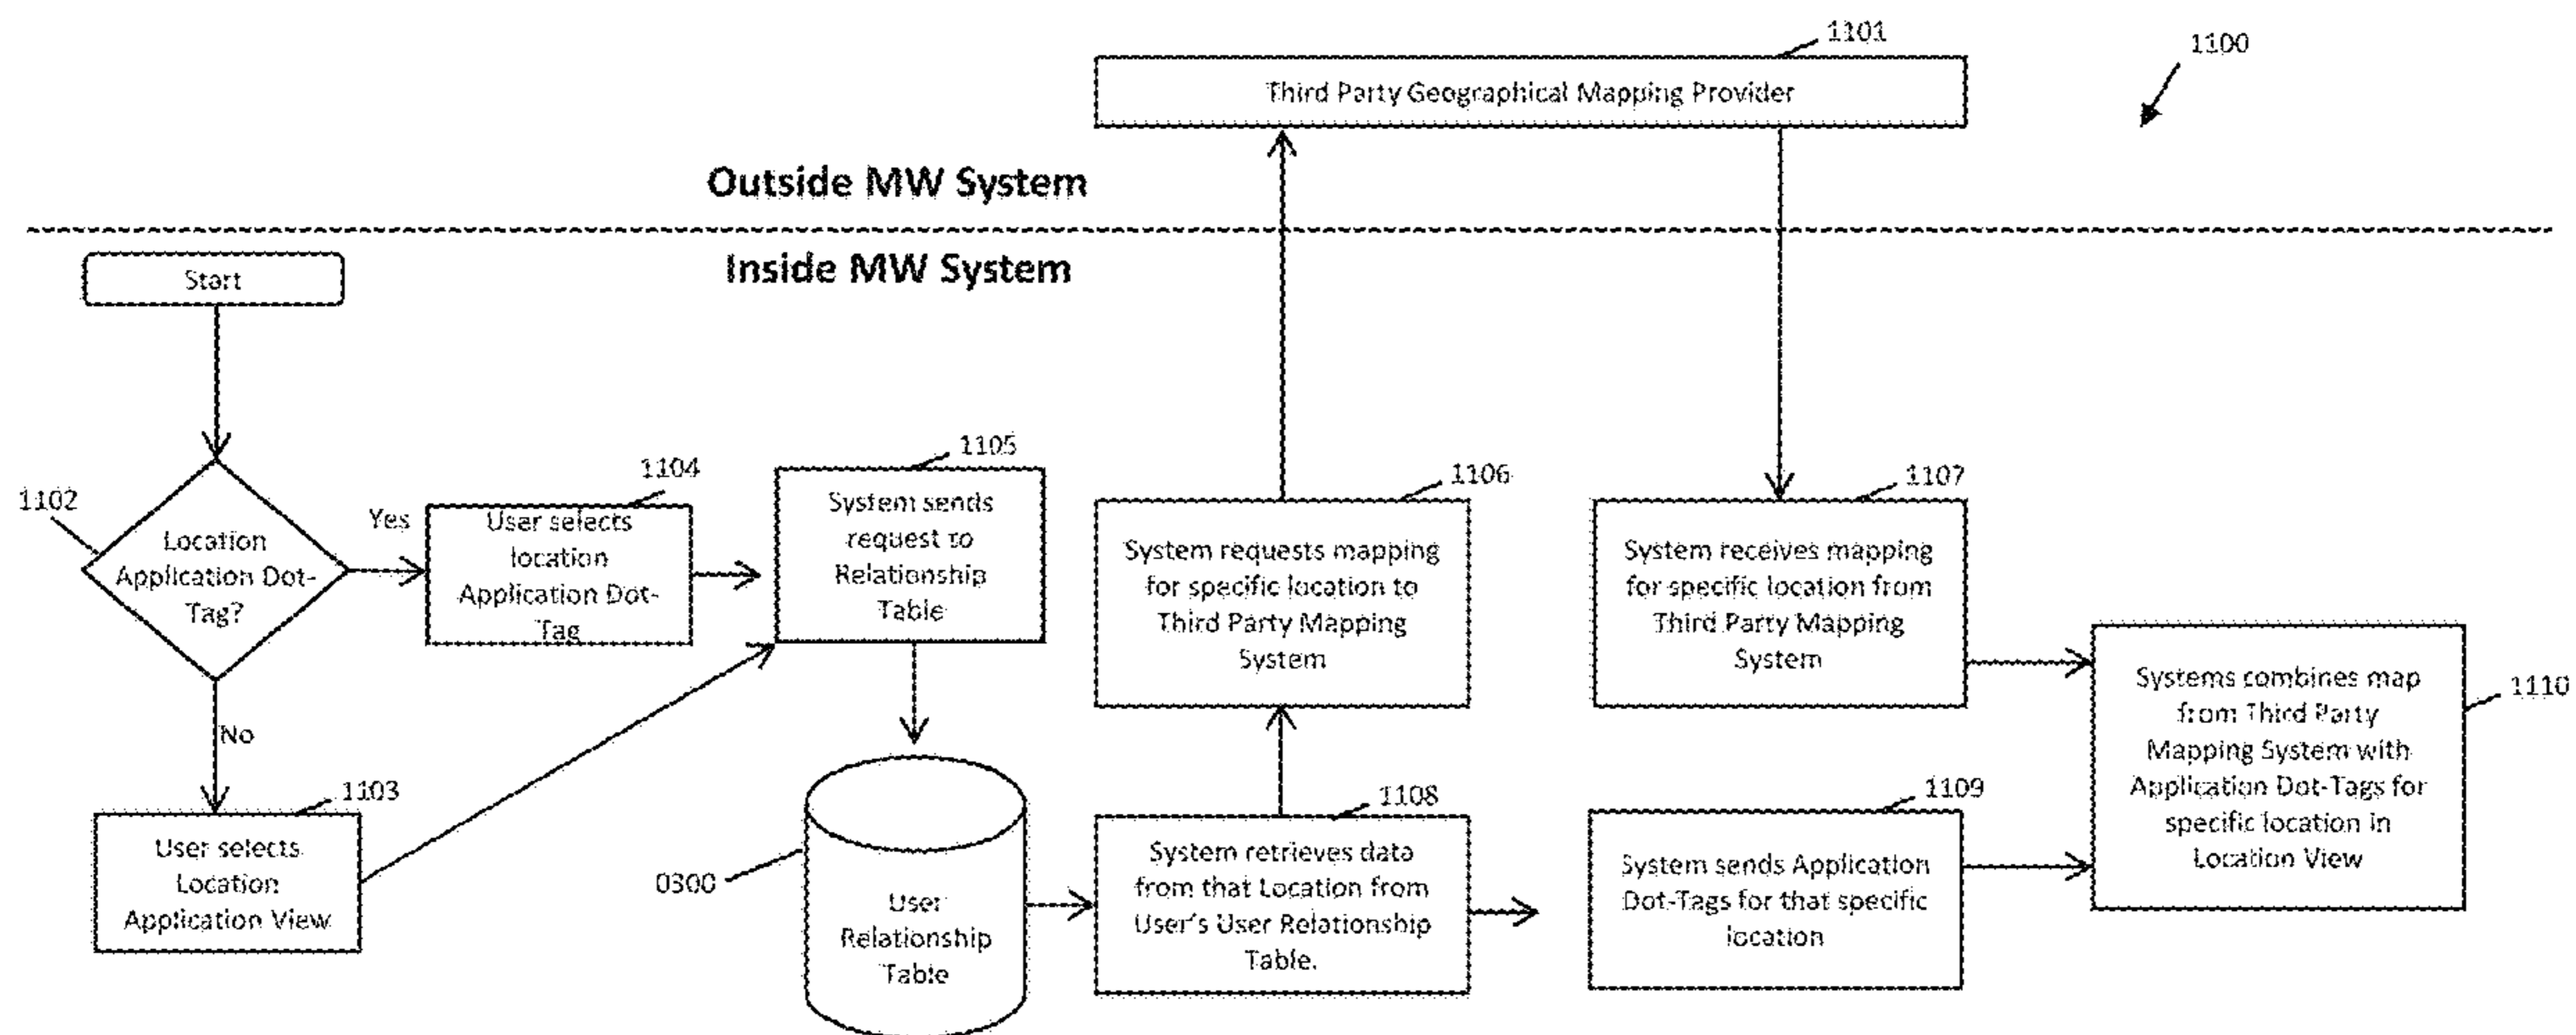 1101
1100
Third Party Geographical Mapping Provider
Outside MW System
Inside MW System
Start
1102
Location
Application Dot-
Tag?
Yes
No
1104
User selects
location
Application Dot-
Tag
1103
User selects
Location
Application View
1105
System sends
request to
Relationship
Table
0300
User
Relationship
Table
1106
System requests mapping
for specific location to
Third Party Mapping
System
1108
System retrieves data
from that Location from
User's User Relationship
Table.
1107
System receives mapping
for specific location from
Third Party Mapping
System
1109
System sends Application
Dot-Tags for that specific
location
1110
Systems combines map
from Third Party
Mapping System with
Application Dot-Tags for
specific location in
Location View